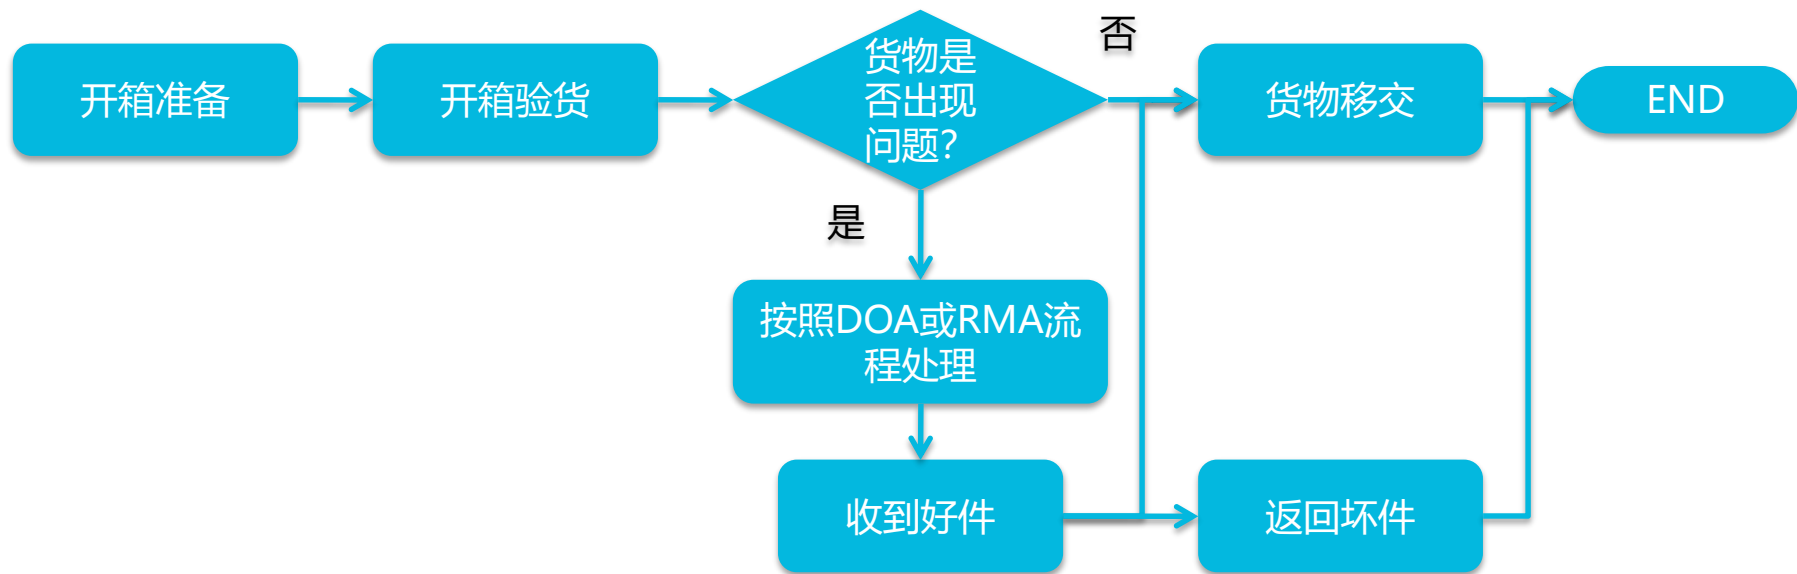 开箱准备
开箱验货
货物是
否出现
问题?
否
货物移交
END
是
按照DOA或RMA流
程处理
收到好件
返回坏件